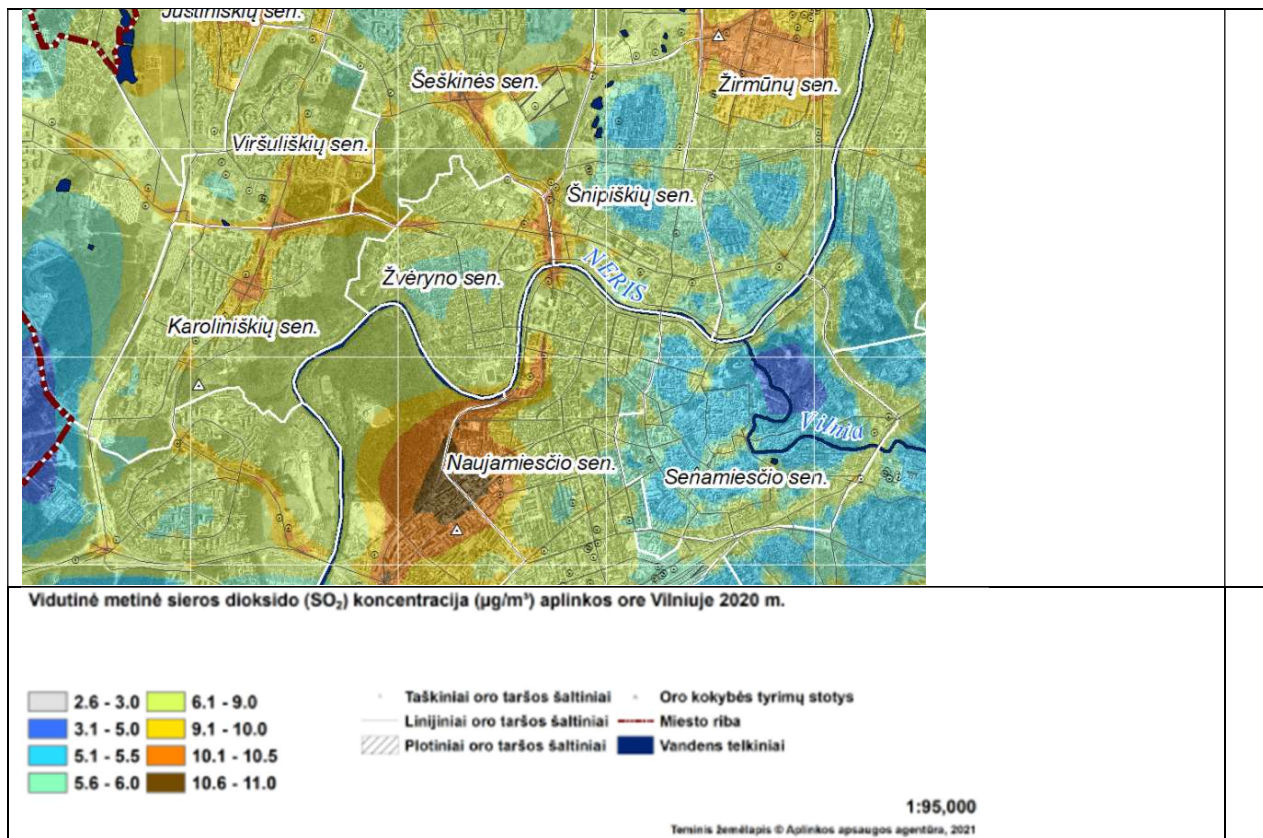 Justiniškių sen.
Šeškinės sen.
Žirmūnų sen.
Viršuliškių sen.
Šnipiškių sen.
Žvėryno sen.
NERIS
Karoliniškių sen.
Vilnia
Naujamiesčio sen.
Senamiesčio sen.
Vidutinė metinė sieros dioksido (SO₂) koncentracija (µg/m³) aplinkos ore Vilniuje 2020 m.
2.6 - 3.0 6.1 - 9.0 Taškiniai oro taršos šaltiniai Oro kokybės tyrimų stotys
3.1 - 5.0 9.1 - 10.0 Linijiniai oro taršos šaltiniai Miesto riba
5.1 - 5.5 10.1 - 10.5 Plotiniai oro taršos šaltiniai Vandens telkiniai
5.6 - 6.0 10.6 - 11.0
1:95,000
Teminis žemėlapis © Aplinkos apsaugos agentūra, 2021